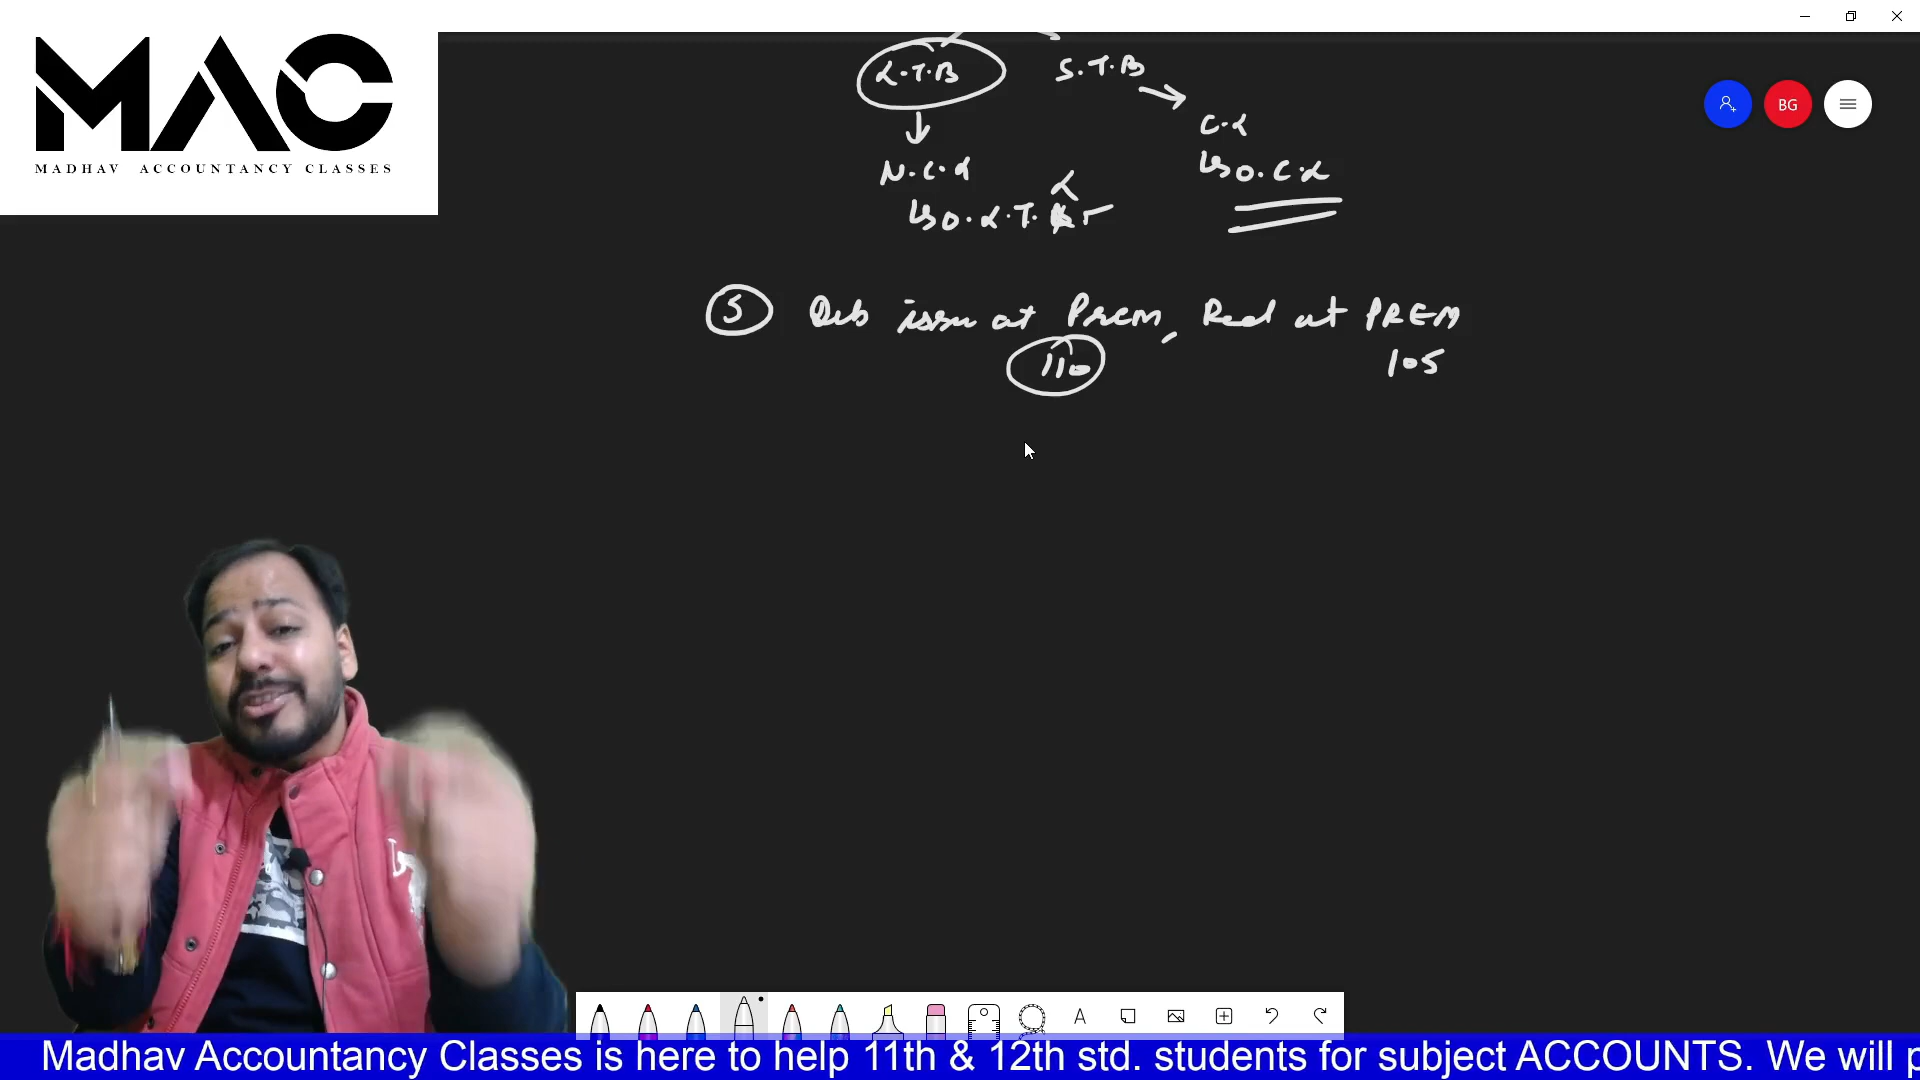 MAC
MADHAV ACCOUNTANCY CLASSES
BG
L.T.B S.T.B
C.L
N.C.L
O.C.L
L
O.L.T.
5 Deb issu at Prem, Red at PREM
110 105
A
Madhav Accountancy Classes is here to help 11th & 12th std. students for subject ACCOUNTS. We will p